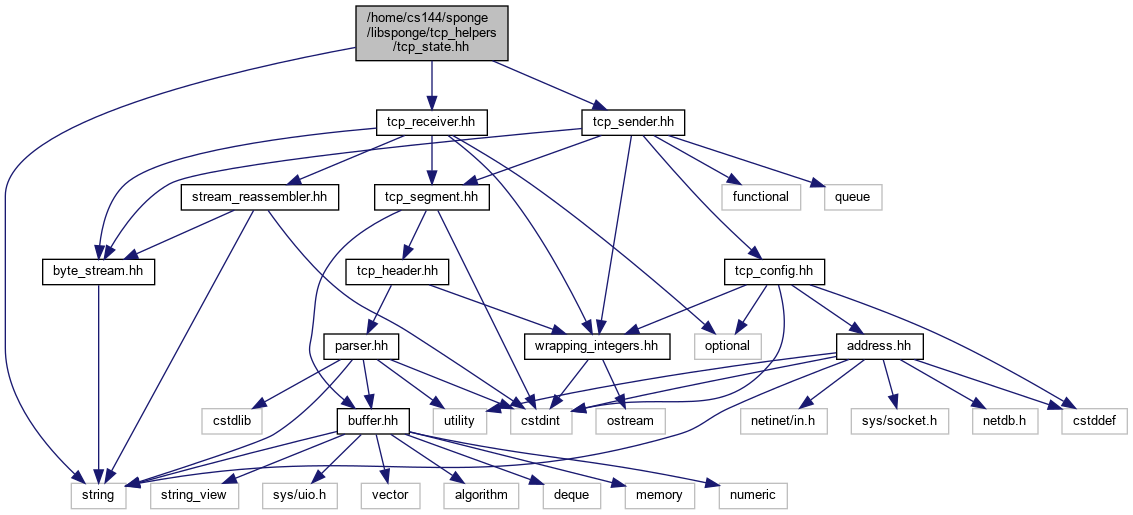 /home/cs144/sponge
/libsponge/tcp_helpers
/tcp_state.hh
tcp_receiver.hh
tcp_sender.hh
stream_reassembler.hh
tcp_segment.hh
functional
queue
byte_stream.hh
tcp_header.hh
tcp_config.hh
parser.hh
wrapping_integers.hh
optional
address.hh
cstdlib
buffer.hh
utility
cstdint
ostream
netinet/in.h
sys/socket.h
netdb.h
cstddef
string
string_view
sys/uio.h
vector
algorithm
deque
memory
numeric